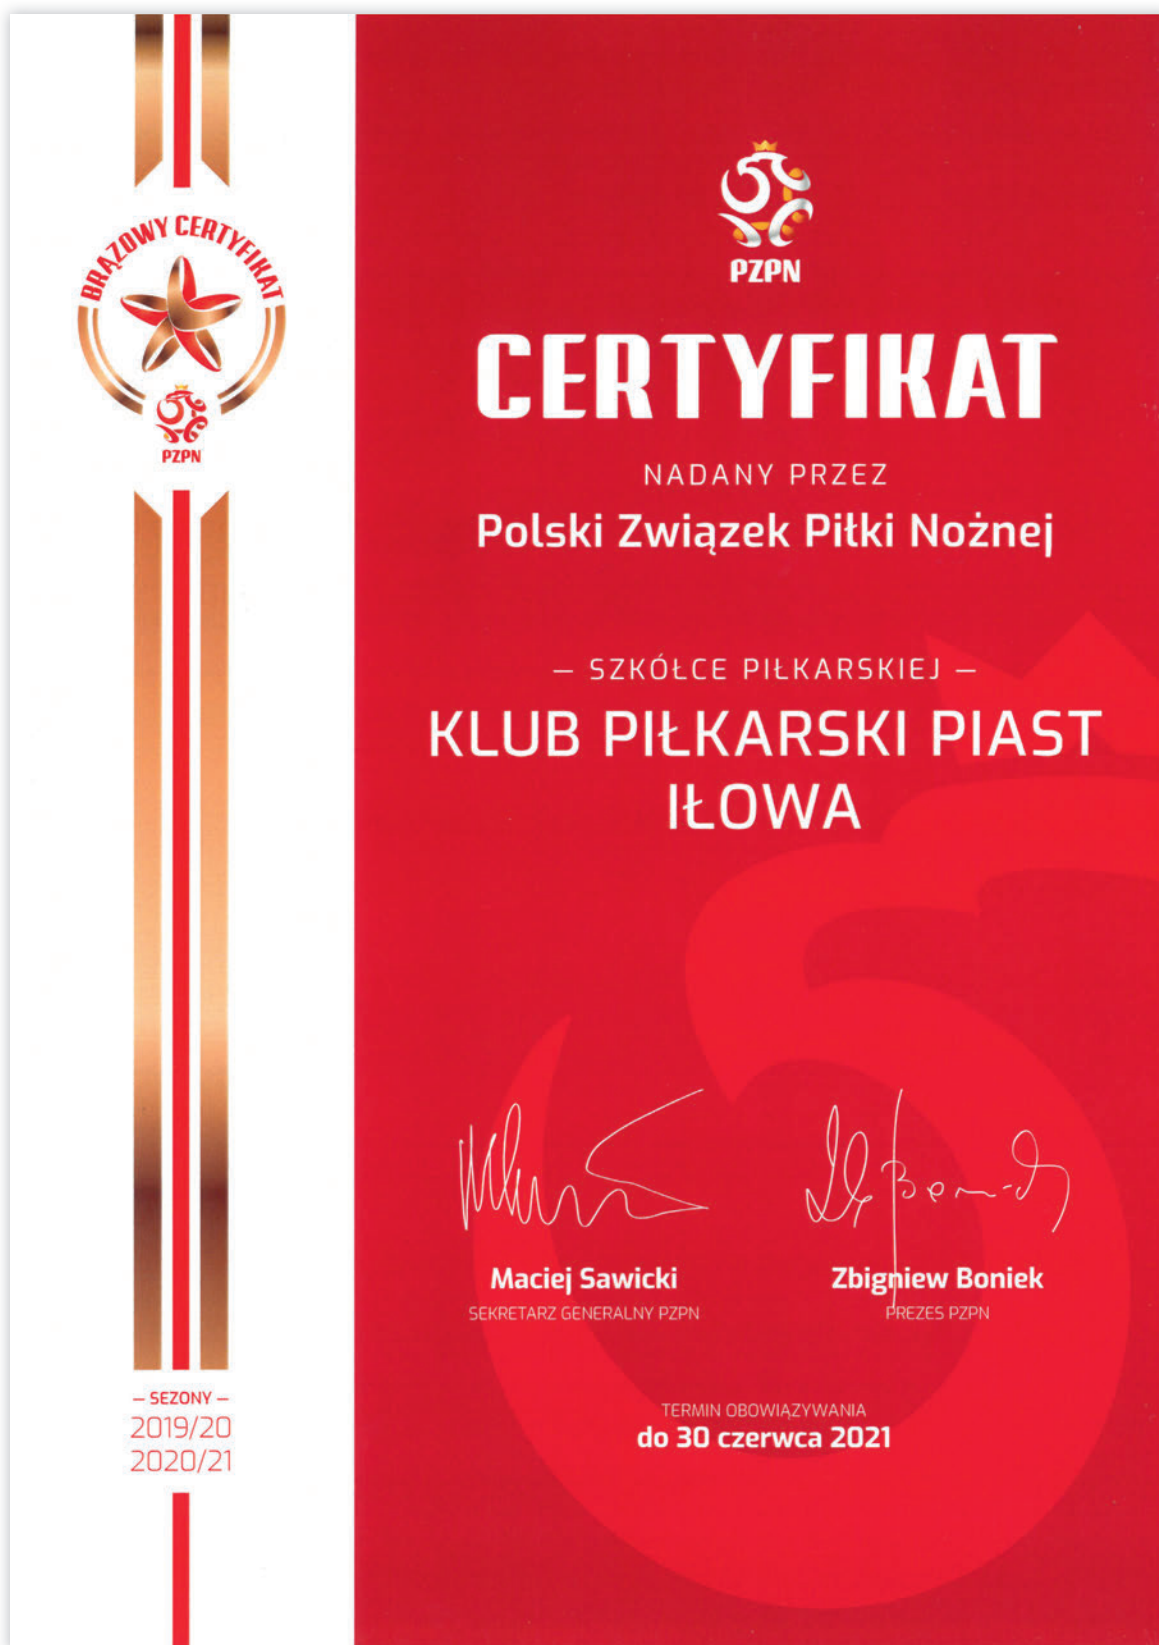 BRĄZOWY CERTYFIKAT
PZPN
— SEZONY —
2019/20
2020/21
PZPN
CERTYFIKAT
NADANY PRZEZ
Polski Związek Piłki Nożnej
— SZKÓŁCE PIŁKARSKIEJ —
KLUB PIŁKARSKI PIAST
IŁOWA
Maciej Sawicki
SEKRETARZ GENERALNY PZPN
Zbigniew Boniek
PREZES PZPN
TERMIN OBOWIĄZYWANIA
do 30 czerwca 2021